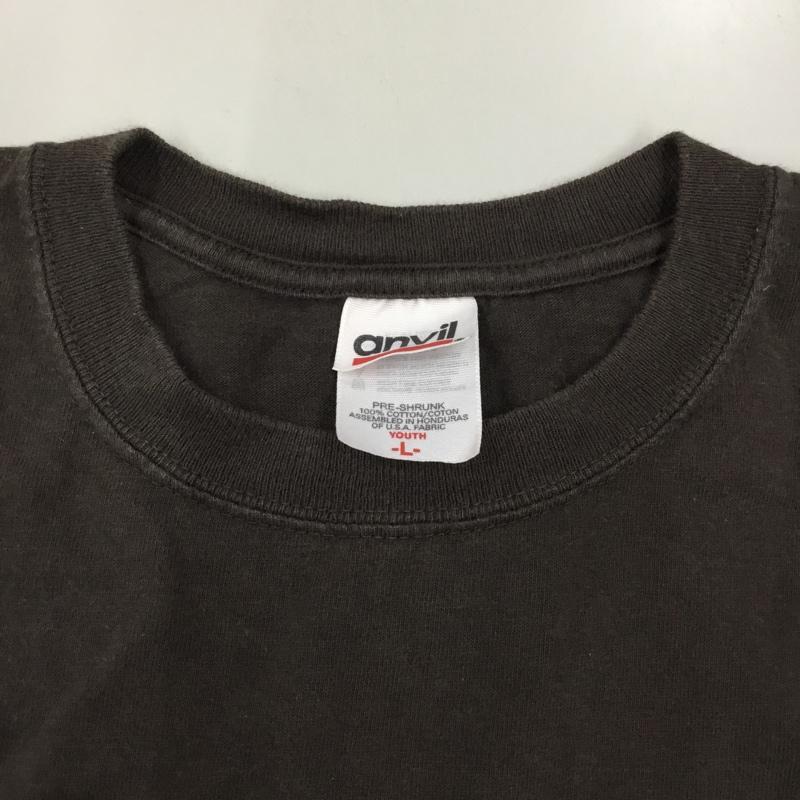 anvil
PRE-SHRUNK
100% COTTON/COTON
ASSEMBLED IN HONDURAS
OF U.S.A. FABRIC
YOUTH
-L-